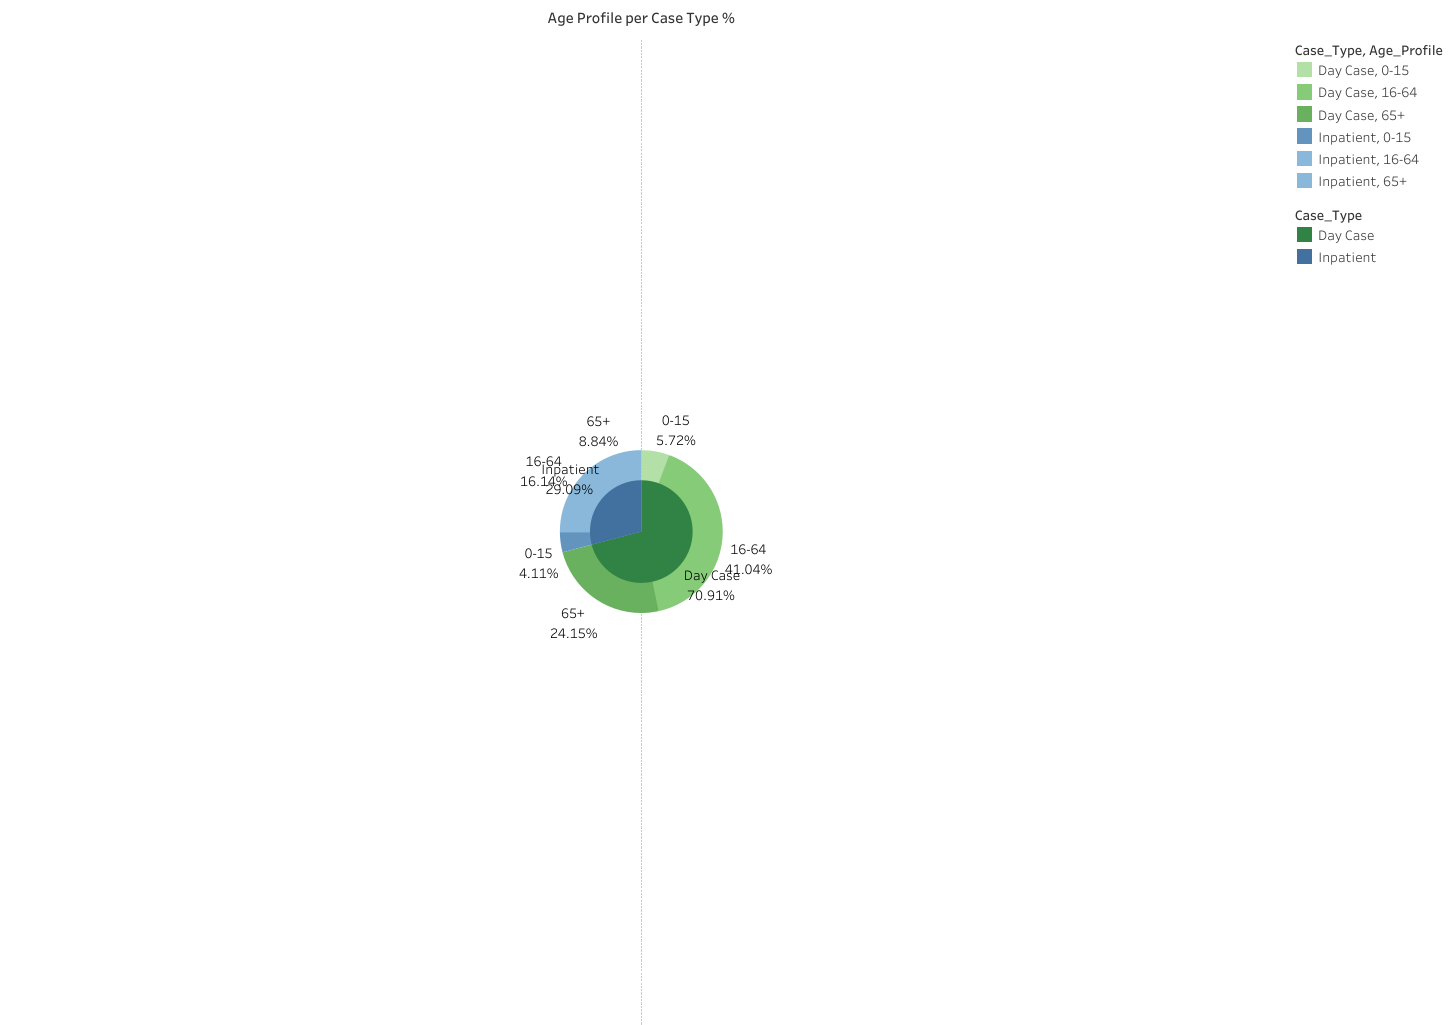 Age Profile per Case Type %
Case_Type, Age_Profile
Day Case, 0-15
Day Case, 16-64
Day Case, 65+
Inpatient, 0-15
Inpatient, 16-64
Inpatient, 65+
Case_Type
Day Case
Inpatient
65+
8.84%
0-15
5.72%
16-64
16.14%
Inpatient
29.09%
0-15
4.11%
16-64
41.04%
Day Case
70.91%
65+
24.15%